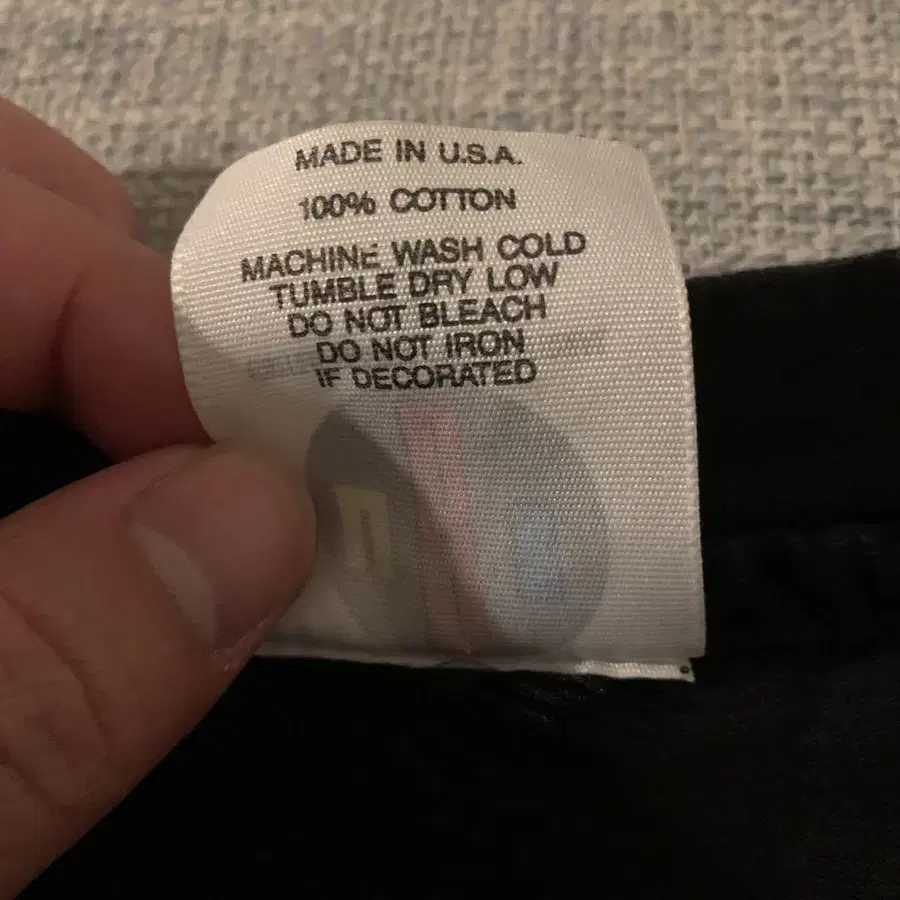 MADE IN U.S.A.
100% COTTON
MACHINE WASH COLD
TUMBLE DRY LOW
DO NOT BLEACH
DO NOT IRON
IF DECORATED